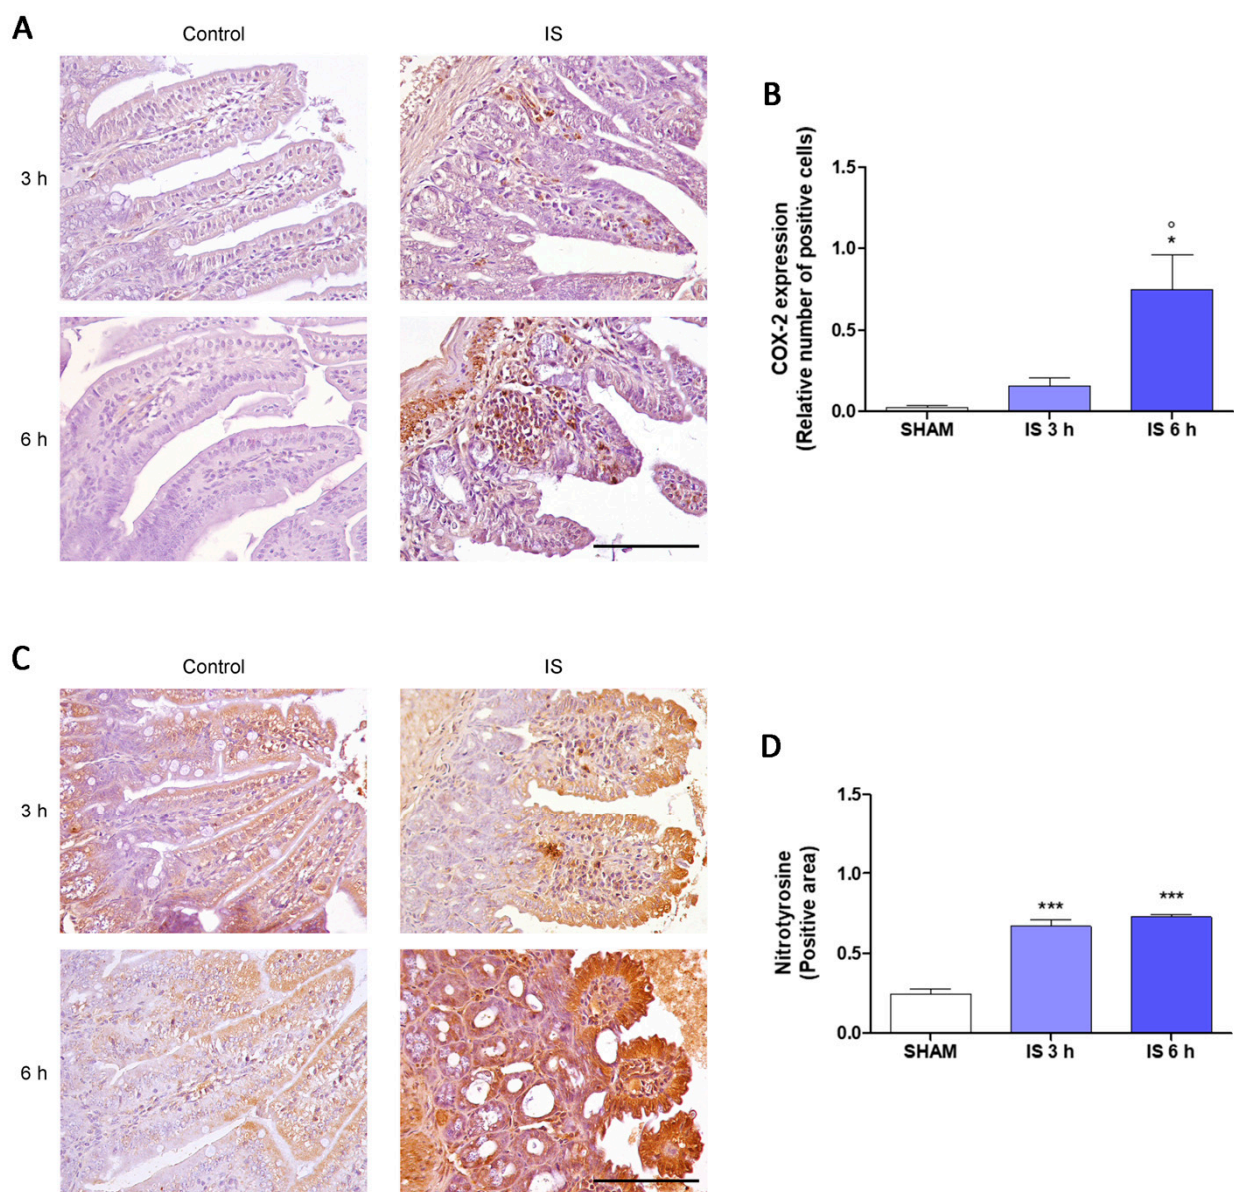 A
Control
IS
3 h
6 h
B
COX-2 expression
(Relative number of positive cells)
1.5
1.0
0.5
0.0
°
*
SHAM
IS 3 h
IS 6 h
C
Control
IS
3 h
6 h
D
Nitrotyrosine
(Positive area)
1.5
1.0
0.5
0.0
***
***
SHAM
IS 3 h
IS 6 h